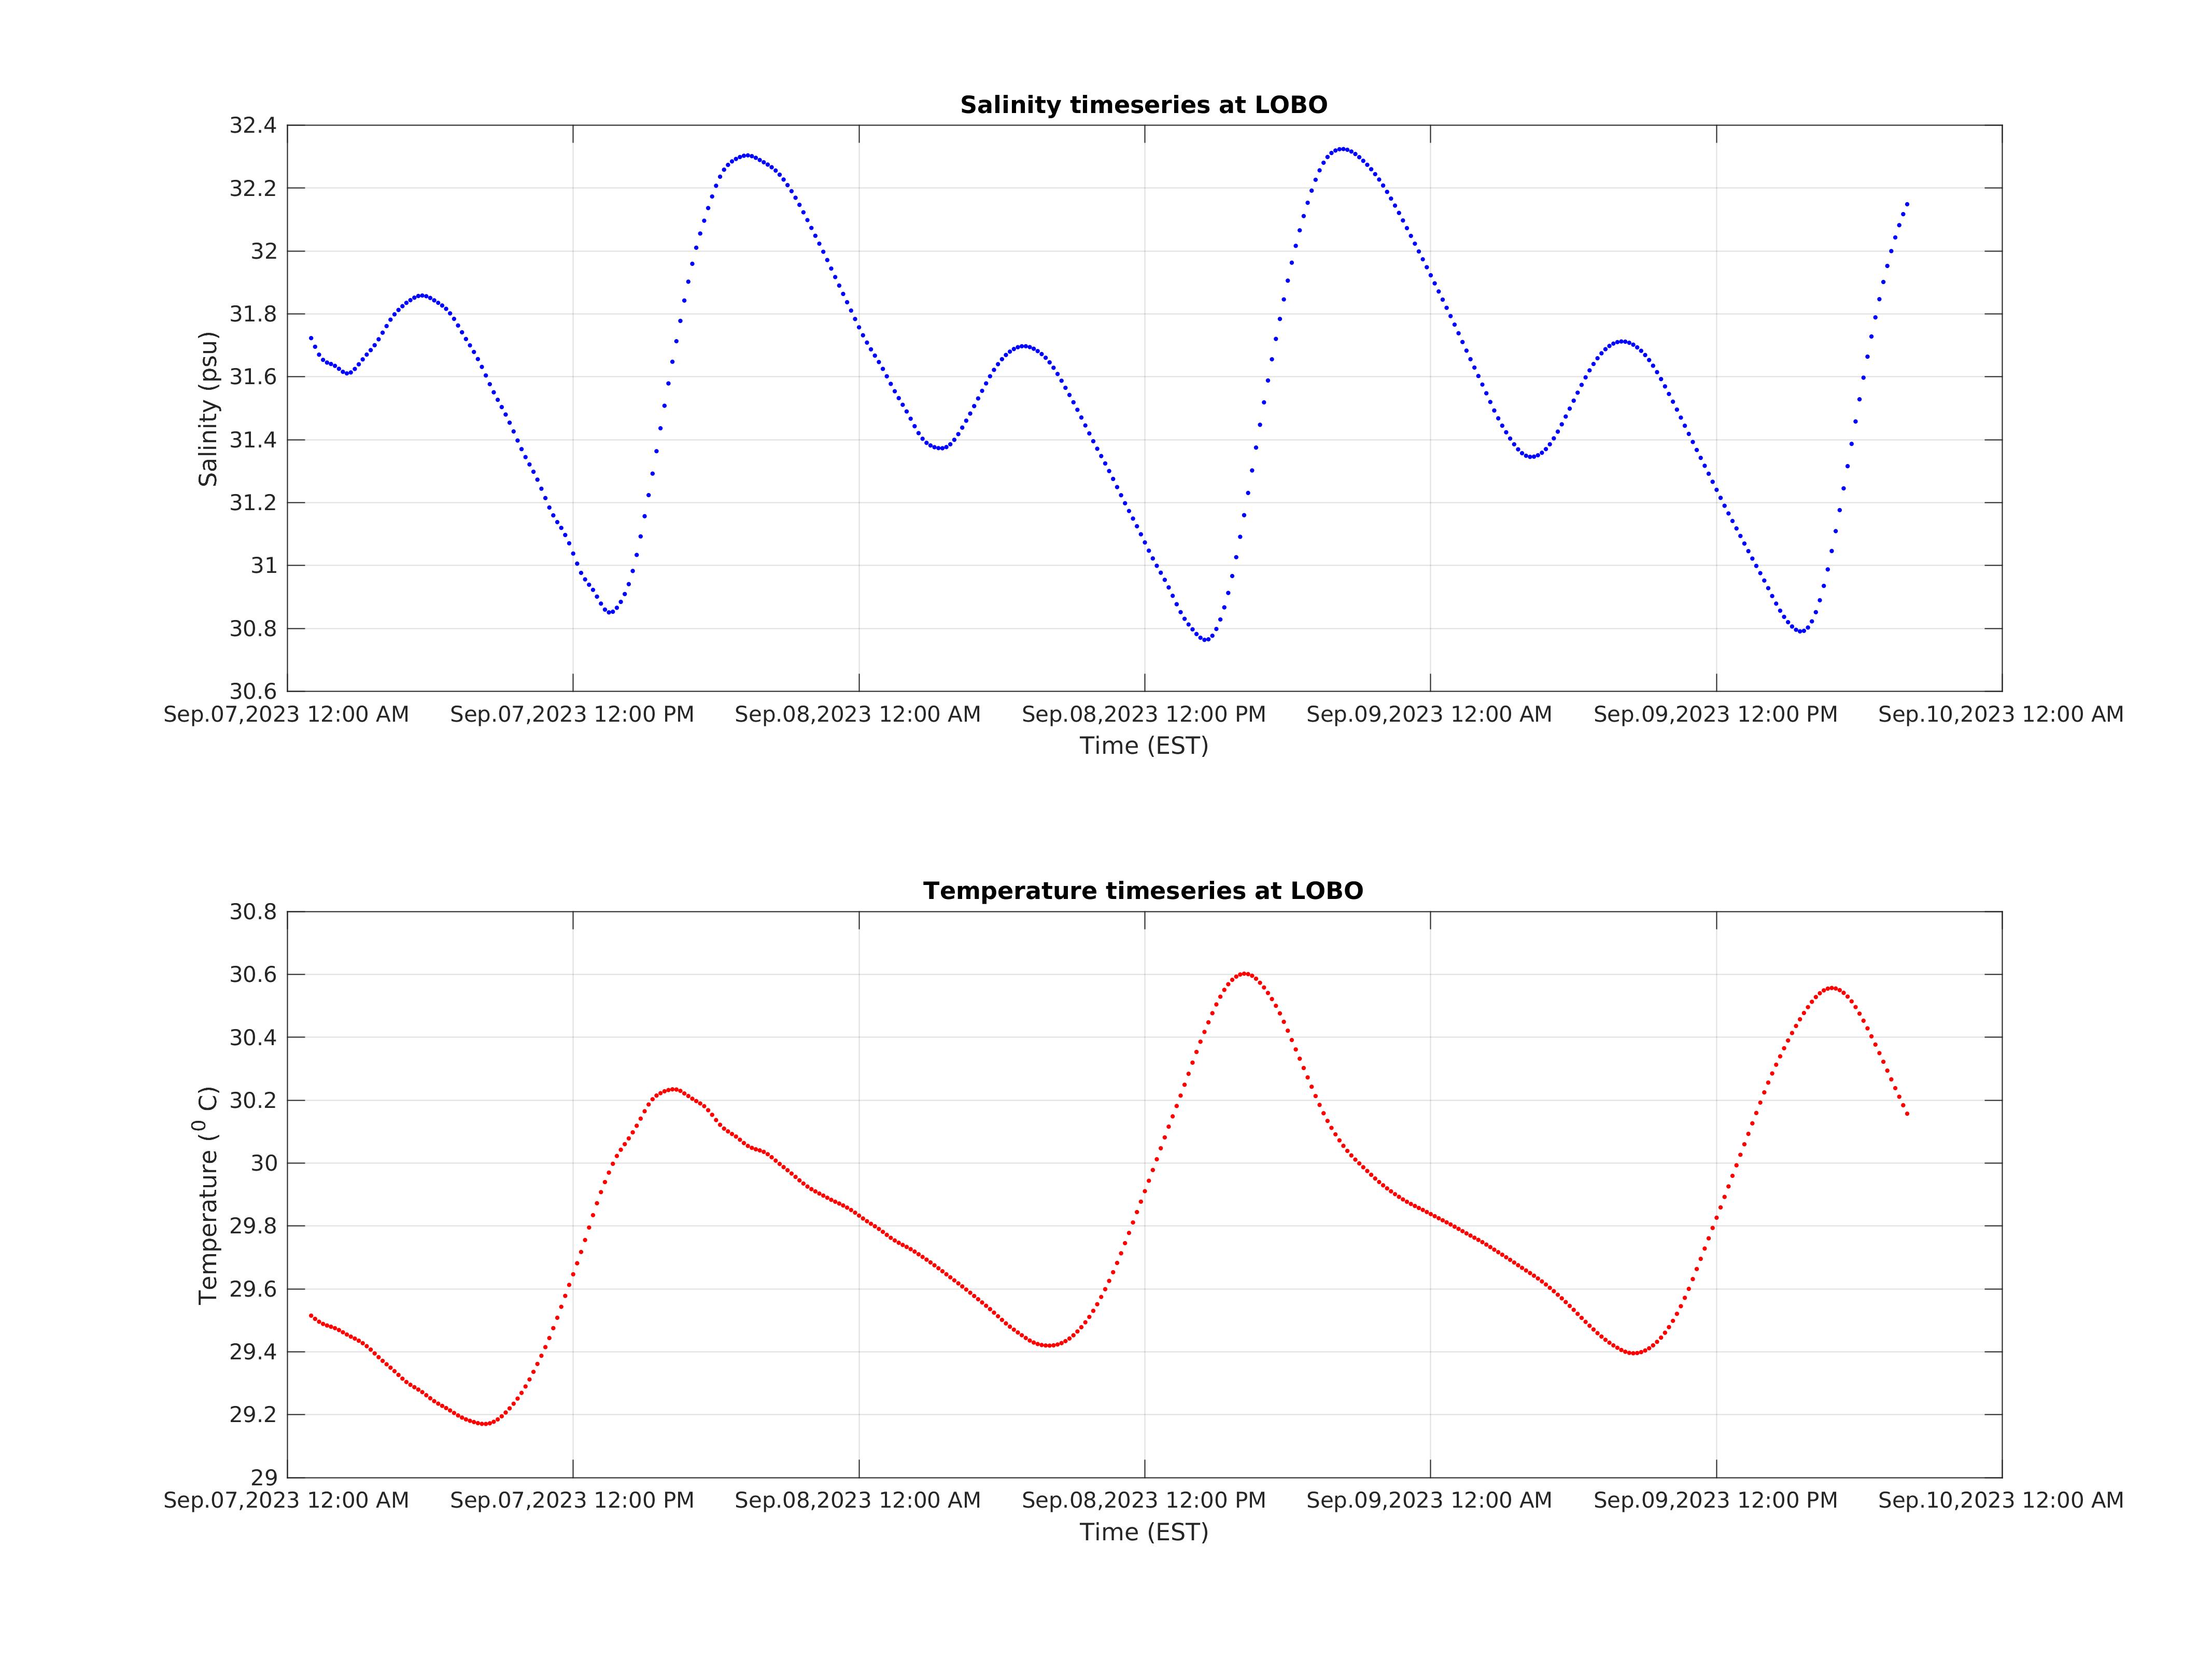 Salinity timeseries at LOBO
32.4
32.2
32
31.8
31.6
31.4
31.2
31
30.8
30.6
Salinity (psu)
Sep.07,2023 12:00 AM Sep.07,2023 12:00 PM Sep.08,2023 12:00 AM Sep.08,2023 12:00 PM Sep.09,2023 12:00 AM Sep.09,2023 12:00 PM Sep.10,2023 12:00 AM
Time (EST)
Temperature timeseries at LOBO
30.8
30.6
30.4
30.2
30
29.8
29.6
29.4
29.2
29
Temperature (⁰ C)
Sep.07,2023 12:00 AM Sep.07,2023 12:00 PM Sep.08,2023 12:00 AM Sep.08,2023 12:00 PM Sep.09,2023 12:00 AM Sep.09,2023 12:00 PM Sep.10,2023 12:00 AM
Time (EST)